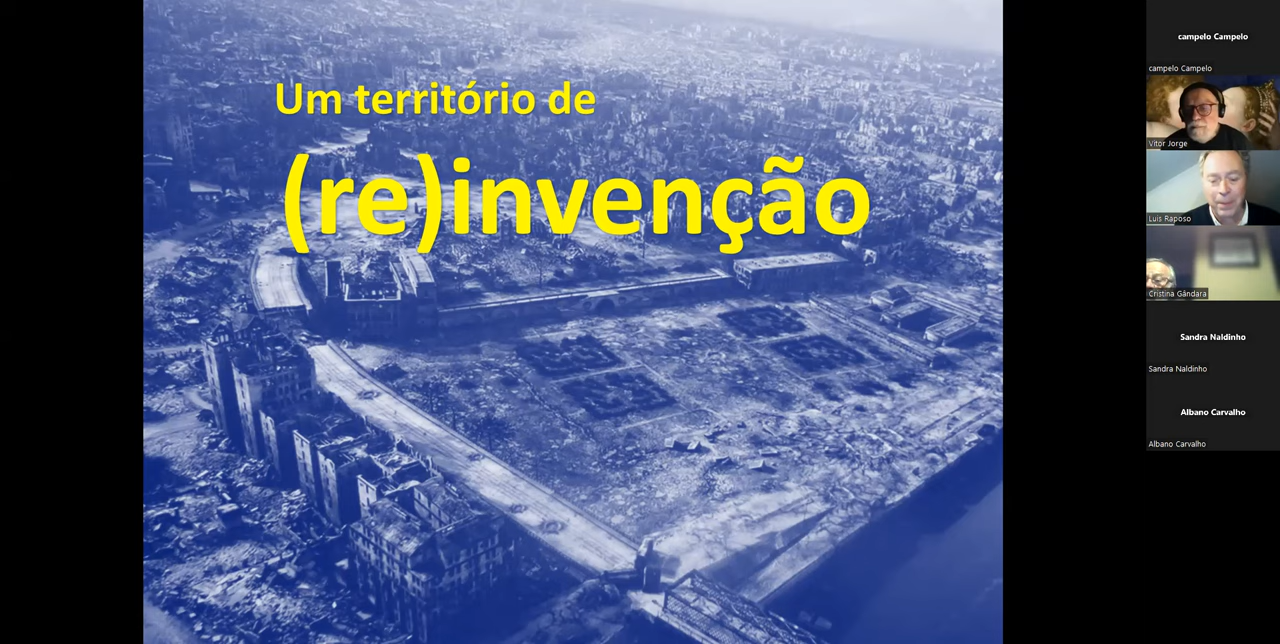 Um território de
(re)invenção
campelo Campelo
campelo Campelo
Vitor Jorge
Luis Raposo
Cristina Gândara
Sandra Naldinho
Sandra Naldinho
Albano Carvalho
Albano Carvalho